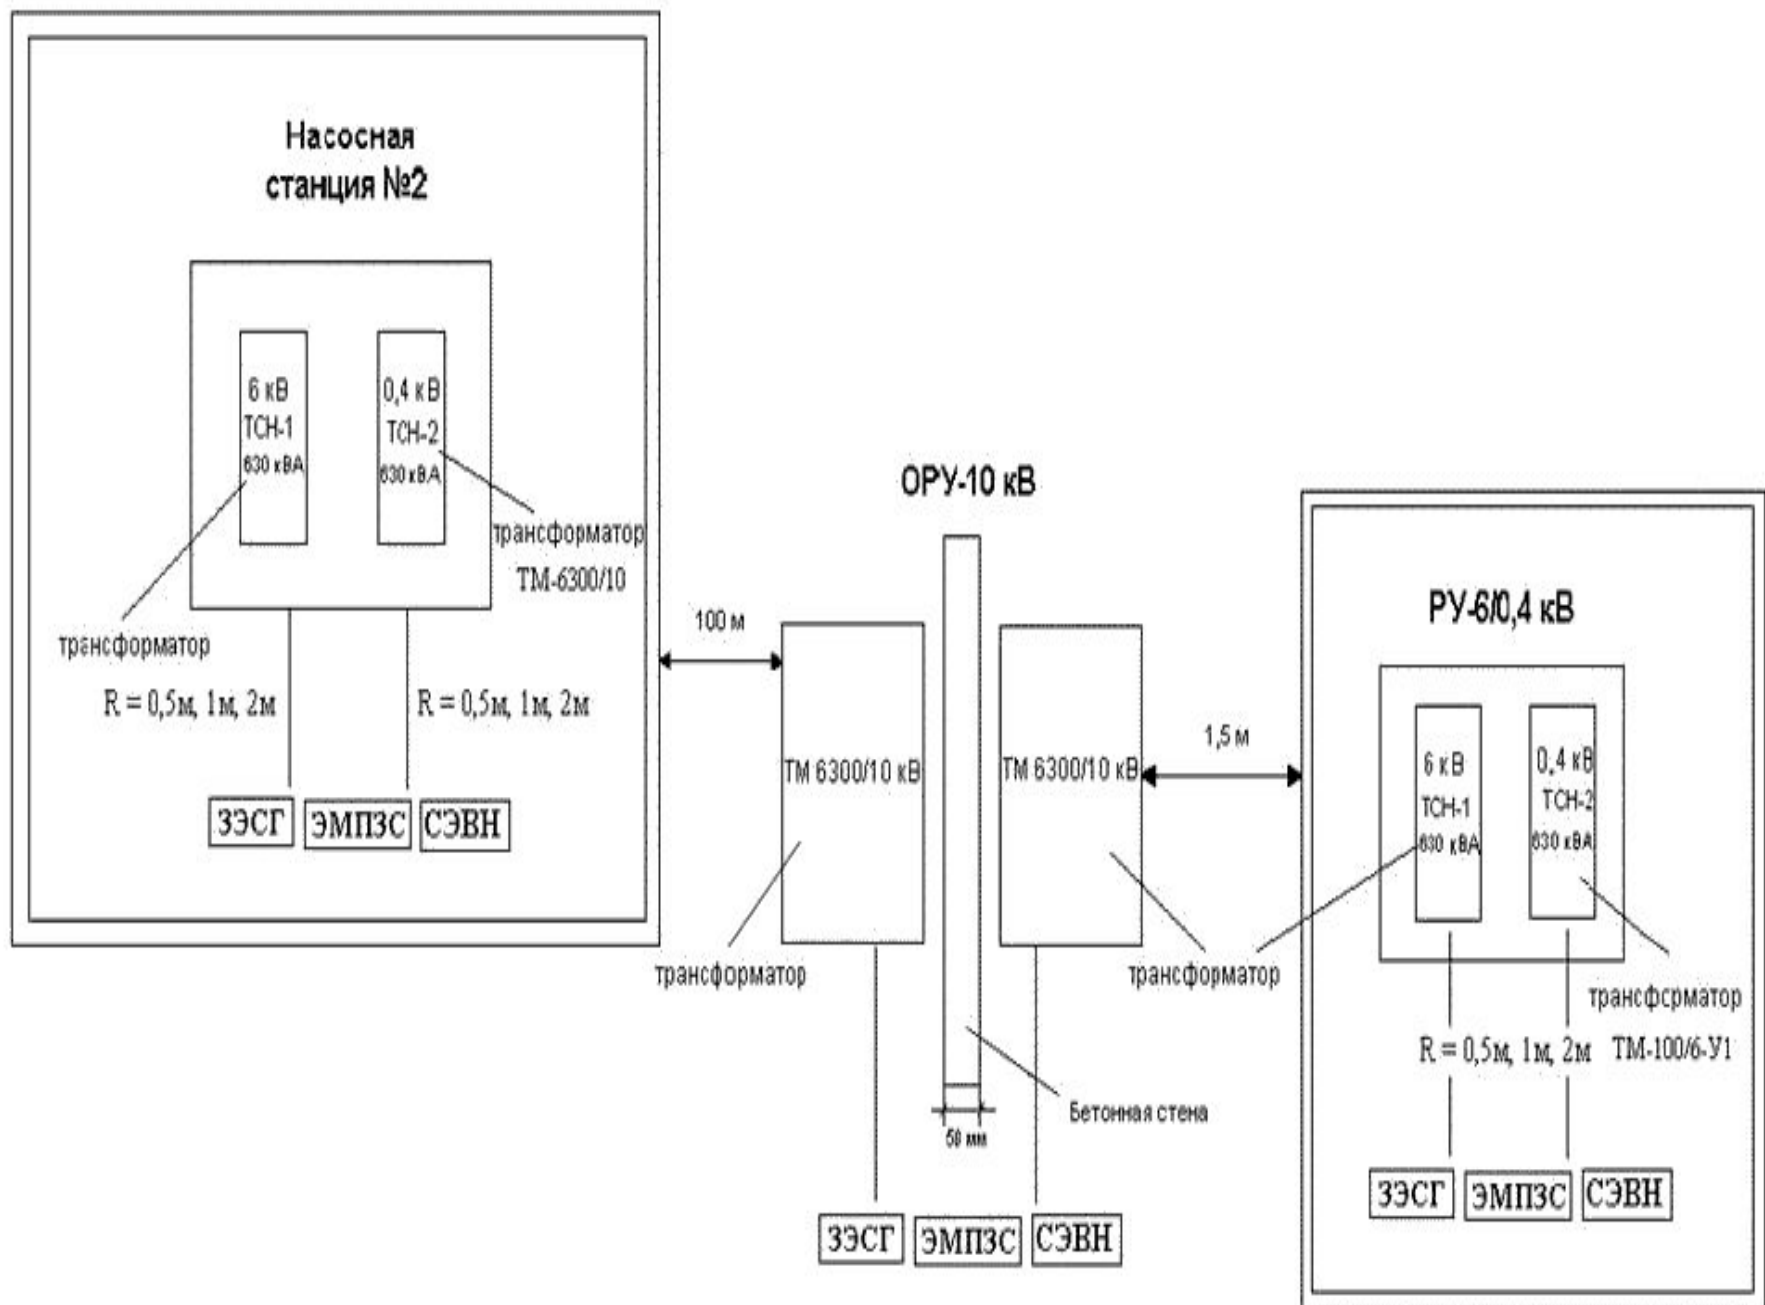 Насосная
станция №2
6 кВ
ТСН-1
630 кВА
0,4 кВ
ТСН-2
630 кВА
трансформатор
ТМ-6300/10
трансформатор
R = 0,5м, 1м, 2м
R = 0,5м, 1м, 2м
ЗЭСГ
ЭМПЗС
СЭВН
100 м
ОРУ-10 кВ
ТМ 6300/10 кВ
ТМ 6300/10 кВ
1,5 м
трансформатор
трансформатор
Бетонная стена
50 мм
ЗЭСГ
ЭМПЗС
СЭВН
РУ-6/0,4 кВ
6 кВ
ТСН-1
630 кВА
0,4 кВ
ТСН-2
630 кВА
трансформатор
R = 0,5м, 1м, 2м
ТМ-100/6-У1
ЗЭСГ
ЭМПЗС
СЭВН